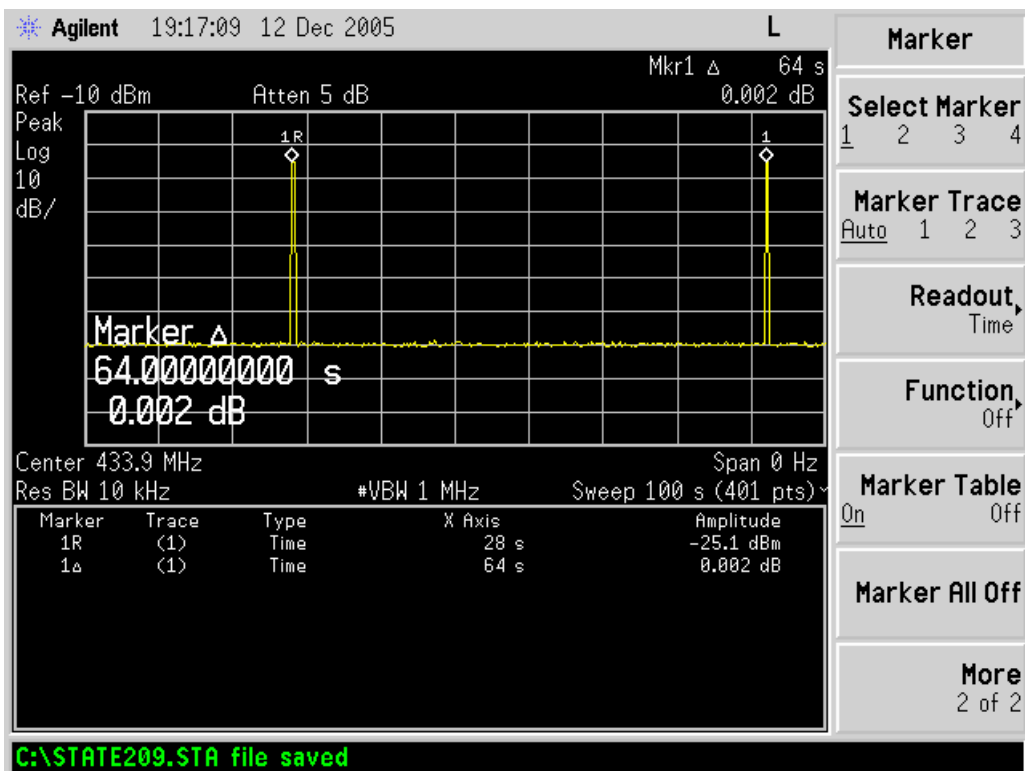 Agilent 19:17:09 12 Dec 2005 L
Mkr1 Δ 64 s
Ref -10 dBm Atten 5 dB 0.002 dB
Peak
Log
10
dB/
1R
1
Marker Δ
64.00000000 s
0.002 dB
Center 433.9 MHz Span 0 Hz
Res BW 10 kHz #VBW 1 MHz Sweep 100 s (401 pts)
Marker Trace Type X Axis Amplitude
1R (1) Time 28 s -25.1 dBm
1Δ (1) Time 64 s 0.002 dB
C:\STATE209.STA file saved
Marker
Select Marker
1 2 3 4
Marker Trace
Auto 1 2 3
Readout
Time
Function
Off
Marker Table
On Off
Marker All Off
More
2 of 2